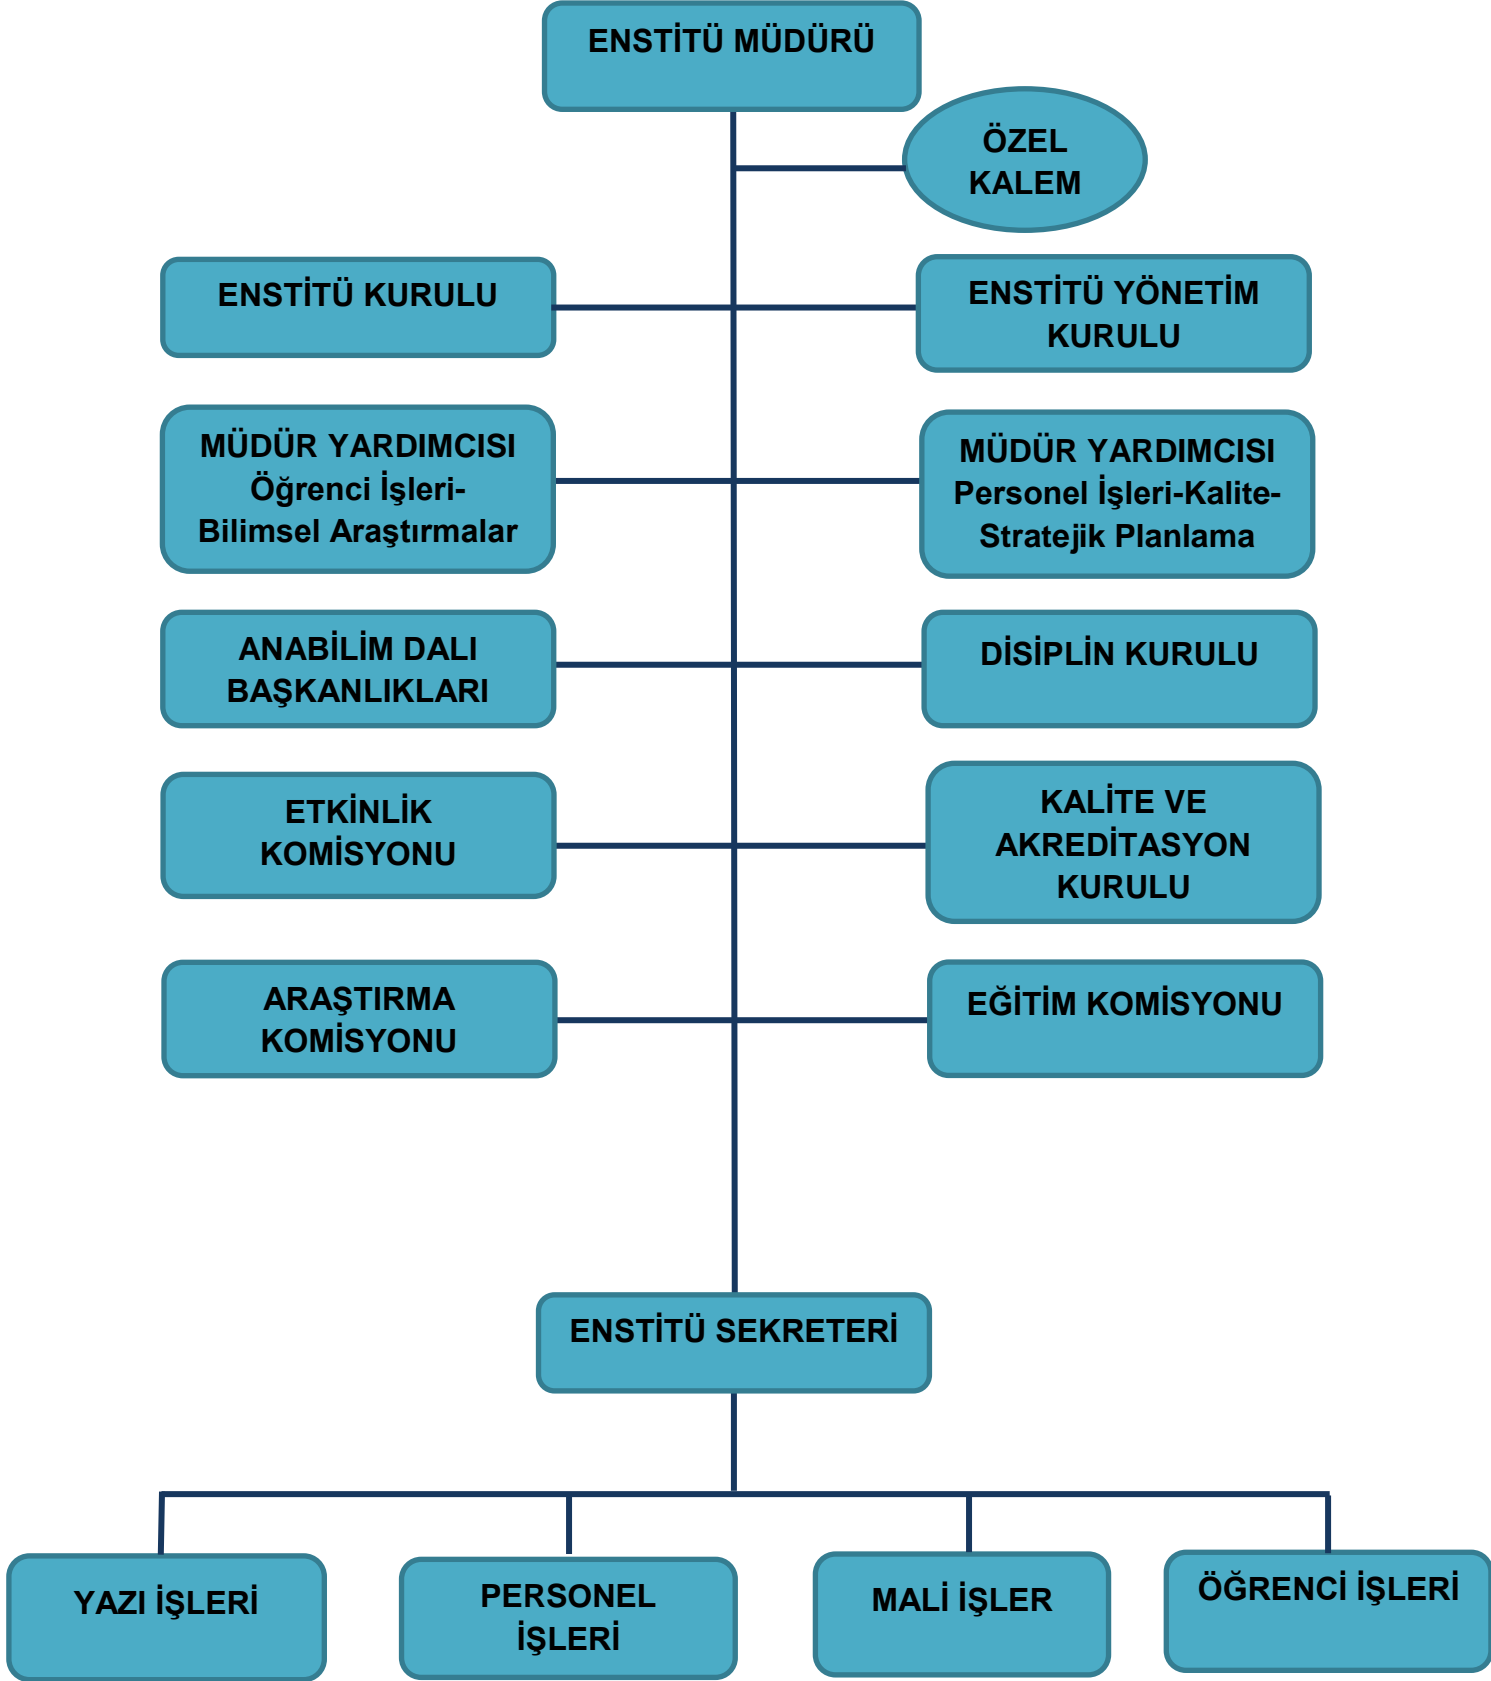 ENSTİTÜ MÜDÜRÜ
ÖZEL
KALEM
ENSTİTÜ KURULU
ENSTİTÜ YÖNETİM
KURULU
MÜDÜR YARDIMCISI
Öğrenci İşleri-
Bilimsel Araştırmalar
MÜDÜR YARDIMCISI
Personel İşleri-Kalite-
Stratejik Planlama
ANABİLİM DALI
BAŞKANLIKLARI
DİSİPLİN KURULU
ETKİNLİK
KOMİSYONU
KALİTE VE
AKREDİTASYON
KURULU
ARAŞTIRMA
KOMİSYONU
EĞİTİM KOMİSYONU
ENSTİTÜ SEKRETERİ
YAZI İŞLERİ
PERSONEL
İŞLERİ
MALİ İŞLER
ÖĞRENCİ İŞLERİ